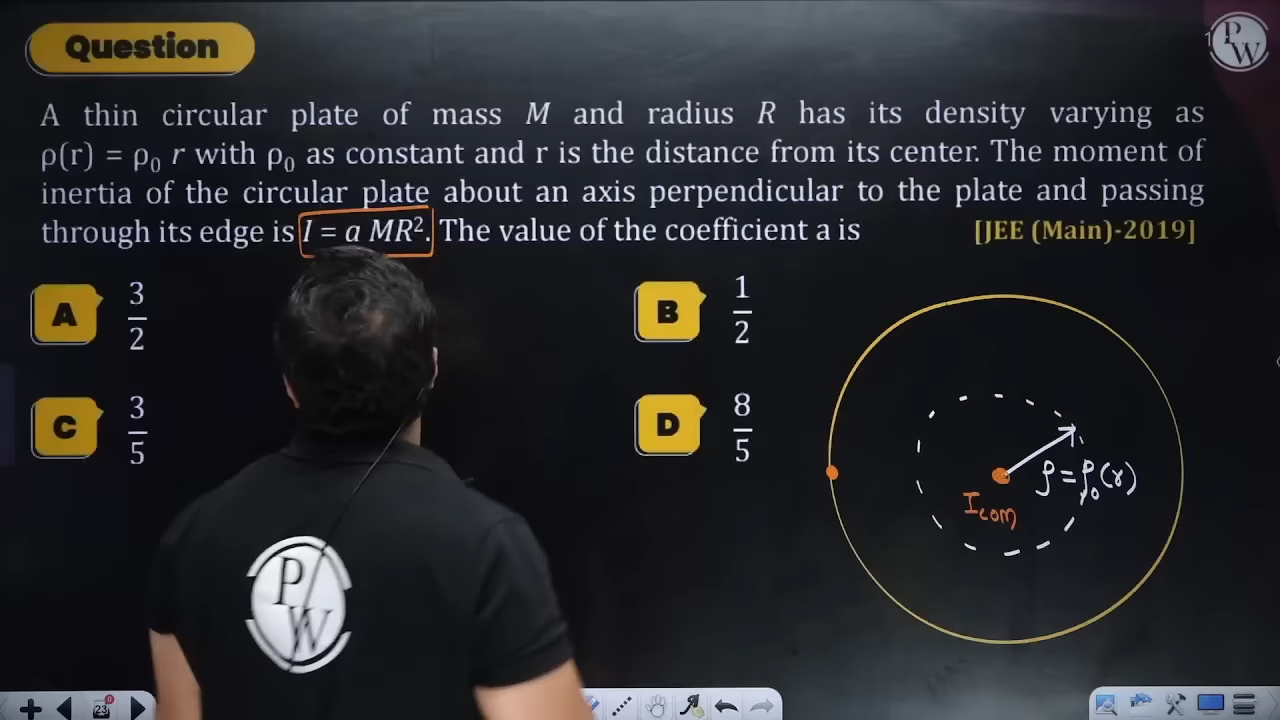 Question
A thin circular plate of mass M and radius R has its density varying as
ρ(r) = ρ₀ r with ρ₀ as constant and r is the distance from its center. The moment of
inertia of the circular plate about an axis perpendicular to the plate and passing
through its edge is I = a MR². The value of the coefficient a is [JEE (Main)-2019]
A 3/2
B 1/2
C 3/5
D 8/5
ρ = ρ₀(r)
I com
P W
P W
23